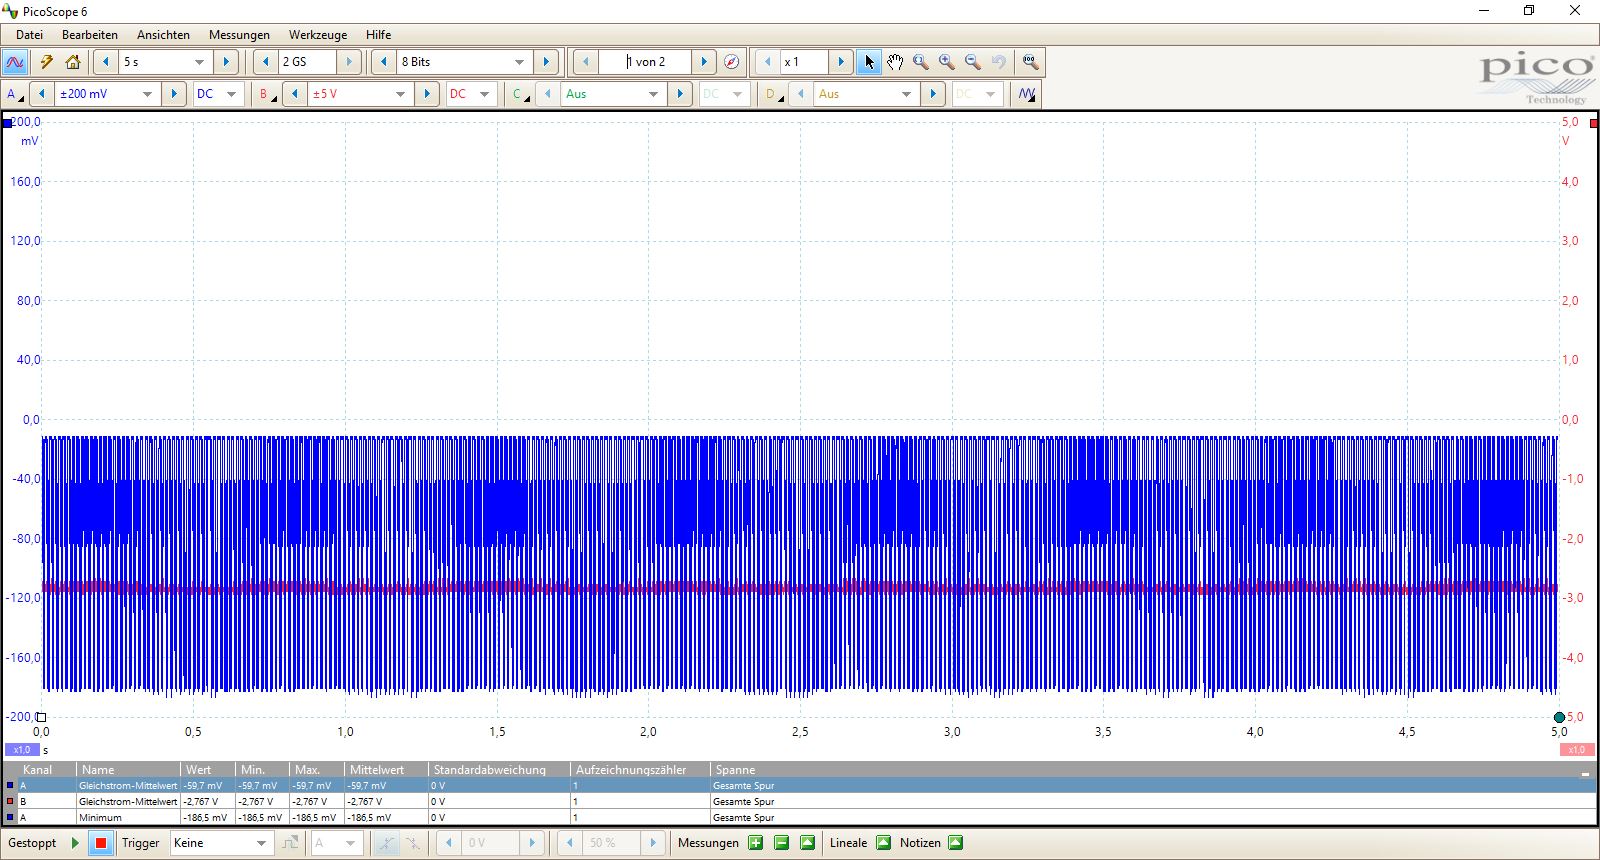 PicoScope 6
Datei Bearbeiten Ansichten Messungen Werkzeuge Hilfe
5 s 2 GS 8 Bits 1 von 2 x 1
A ±200 mV DC B ±5 V DC C Aus DC D Aus DC
pico
Technology
200,0 5,0
mV V
160,0 4,0
120,0 3,0
80,0 2,0
40,0 1,0
0,0 0,0
-40,0 -1,0
-80,0 -2,0
-120,0 -3,0
-160,0 -4,0
-200,0 -5,0
0,0 0,5 1,0 1,5 2,0 2,5 3,0 3,5 4,0 4,5 5,0
x1,0 s x1,0
Kanal Name Wert Min. Max. Mittelwert Standardabweichung Aufzeichnungszähler Spanne
A Gleichstrom-Mittelwert -59,7 mV -59,7 mV -59,7 mV -59,7 mV 0 V 1 Gesamte Spur
B Gleichstrom-Mittelwert -2,767 V -2,767 V -2,767 V -2,767 V 0 V 1 Gesamte Spur
A Minimum -186,5 mV -186,5 mV -186,5 mV -186,5 mV 0 V 1 Gesamte Spur
Gestoppt Trigger Keine A 0 V 50 % Messungen Lineale Notizen